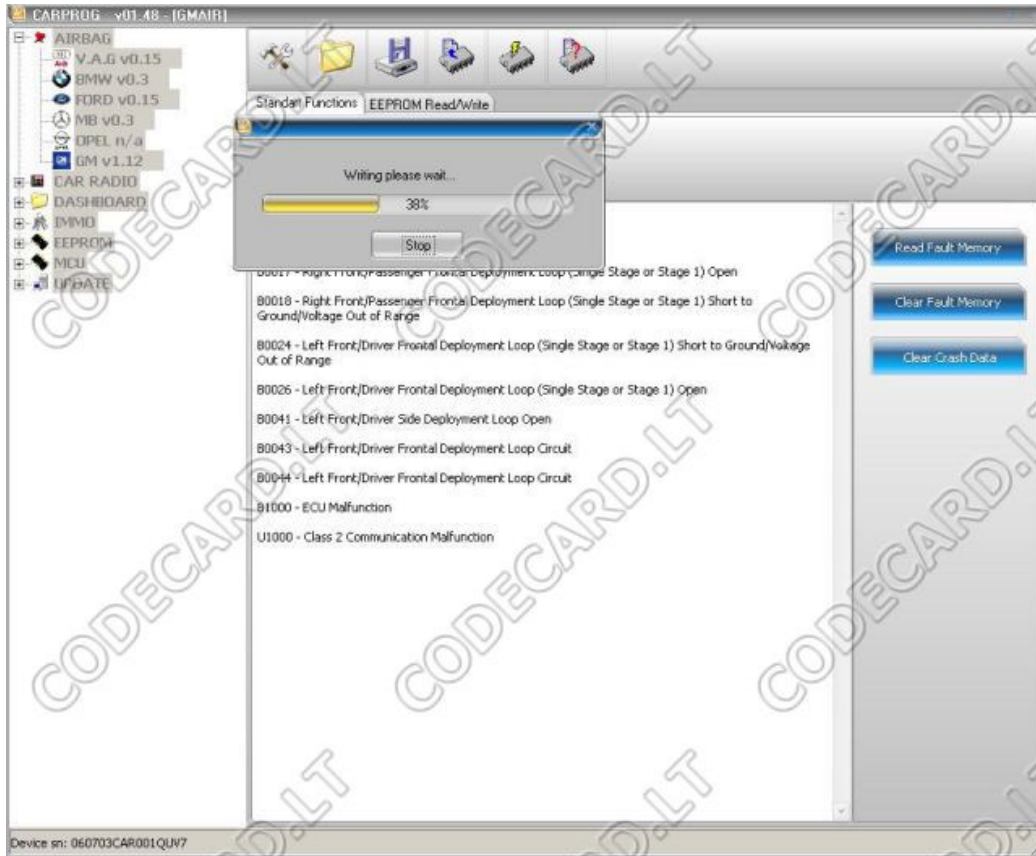 CARPROG v01.48 - [GMAIR]
AIRBAG
V.A.G v0.15
BMW v0.3
FORD v0.15
MB v0.3
OPEL n/a
GM v1.12
CAR RADIO
DASHBOARD
IMMO
EEPROM
MCU
UPDATE
Standart Functions
EEPROM Read/Write
Writing please wait...
38%
Stop
B0017 - Right Front/Passenger Frontal Deployment Loop (Single Stage or Stage 1) Open
B0018 - Right Front/Passenger Frontal Deployment Loop (Single Stage or Stage 1) Short to
Ground/Voltage Out of Range
B0024 - Left Front/Driver Frontal Deployment Loop (Single Stage or Stage 1) Short to Ground/Voltage
Out of Range
B0026 - Left Front/Driver Frontal Deployment Loop (Single Stage or Stage 1) Open
B0041 - Left Front/Driver Side Deployment Loop Open
B0043 - Left Front/Driver Frontal Deployment Loop Circuit
B0044 - Left Front/Driver Frontal Deployment Loop Circuit
B1000 - ECU Malfunction
U1000 - Class 2 Communication Malfunction
Read Fault Memory
Clear Fault Memory
Clear Crash Data
Device sn: 060703CAR001QUV7
CODECARD.LT